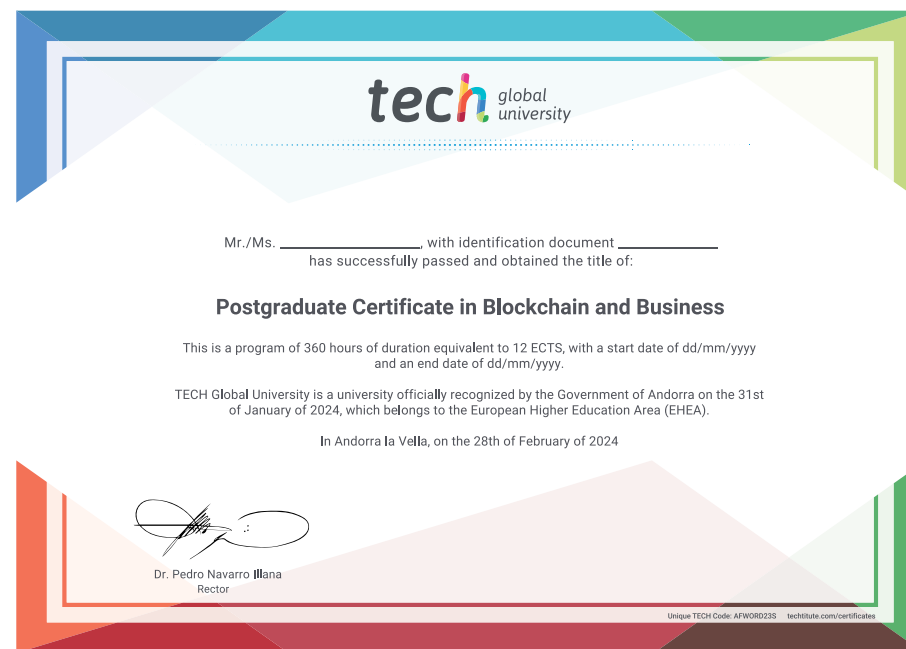 tech global university
Mr./Ms. ____________________, with identification document ______________
has successfully passed and obtained the title of:
Postgraduate Certificate in Blockchain and Business
This is a program of 360 hours of duration equivalent to 12 ECTS, with a start date of dd/mm/yyyy
and an end date of dd/mm/yyyy.
TECH Global University is a university officially recognized by the Government of Andorra on the 31st
of January of 2024, which belongs to the European Higher Education Area (EHEA).
In Andorra la Vella, on the 28th of February of 2024
Dr. Pedro Navarro Illana
Rector
Unique TECH Code: AFWORD23S techtitute.com/certificates